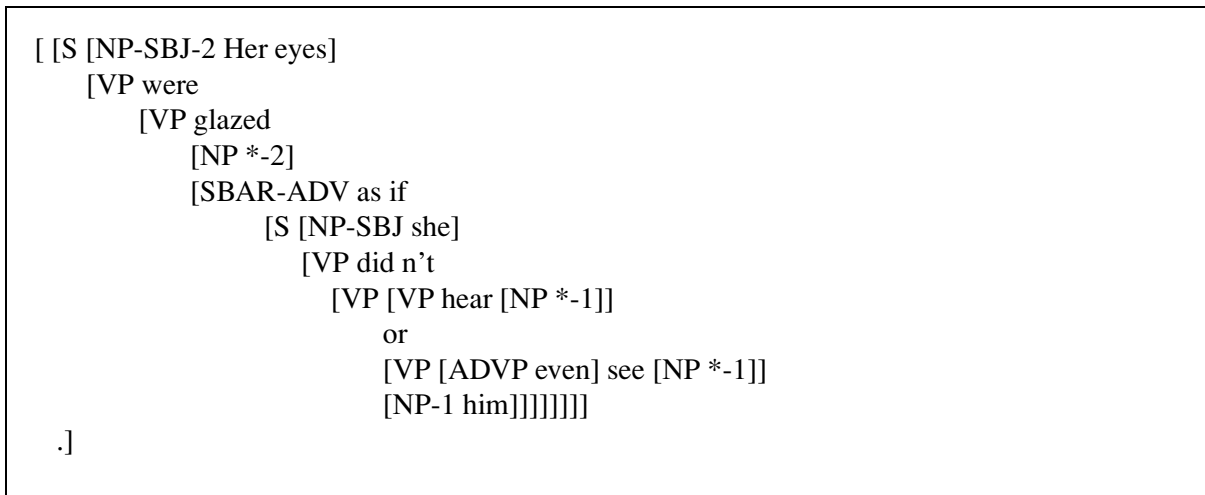 [ [S [NP-SBJ-2 Her eyes]
[VP were
[VP glazed
[NP *-2]
[SBAR-ADV as if
[S [NP-SBJ she]
[VP did n’t
[VP [VP hear [NP *-1]]
or
[VP [ADVP even] see [NP *-1]]
[NP-1 him]]]]]]]]
.]